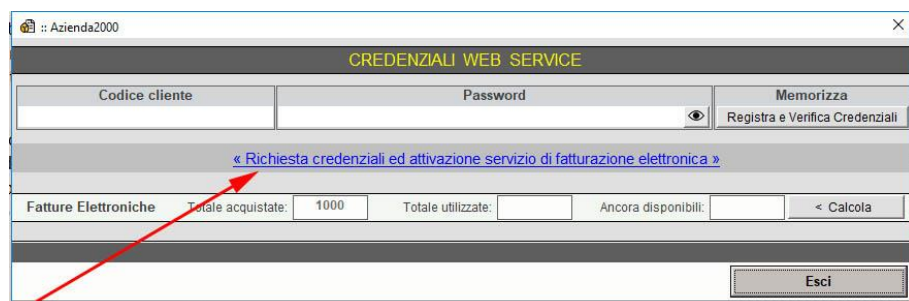 :: Azienda2000
CREDENZIALI WEB SERVICE
Codice cliente Password Memorizza
Registra e Verifica Credenziali
« Richiesta credenziali ed attivazione servizio di fatturazione elettronica »
Fatture Elettroniche Totale acquistate: 1000 Totale utilizzate: Ancora disponibili: < Calcola
Esci